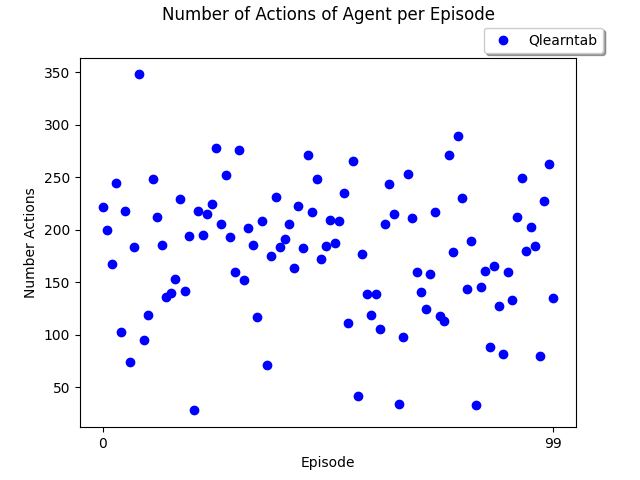 Number of Actions of Agent per Episode
Qlearntab
350
300
250
200
150
100
50
Number Actions
0
99
Episode